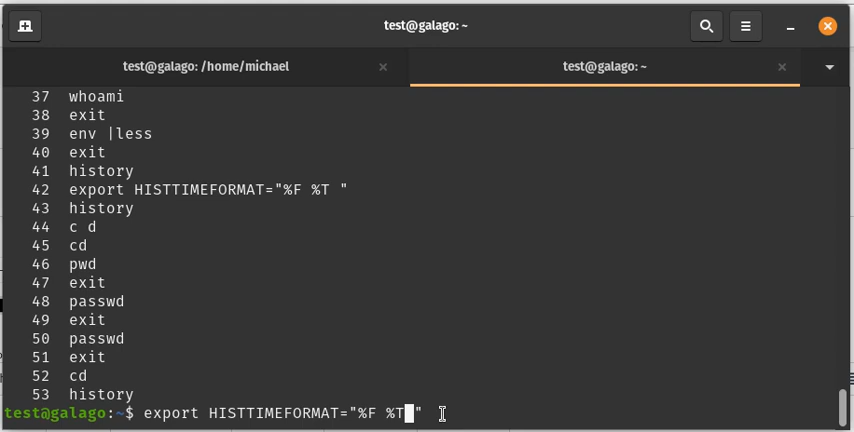 test@galago: ~
test@galago: /home/michael
test@galago: ~
37 whoami
38 exit
39 env |less
40 exit
41 history
42 export HISTTIMEFORMAT="%F %T "
43 history
44 c d
45 cd
46 pwd
47 exit
48 passwd
49 exit
50 passwd
51 exit
52 cd
53 history
test@galago:~$ export HISTTIMEFORMAT="%F %T "